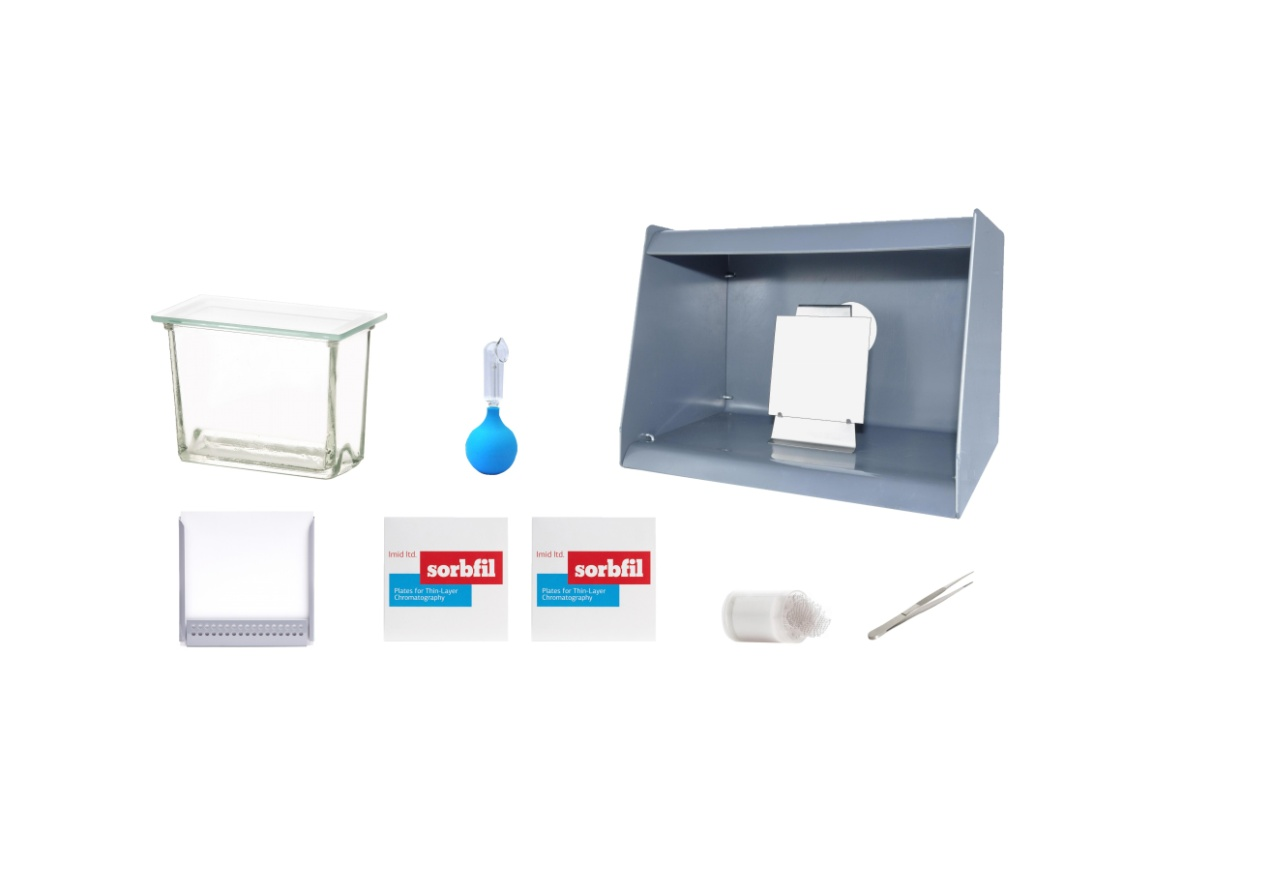 Imid ltd.
sorbfil
Plates for Thin-Layer
Chromatography
Imid ltd.
sorbfil
Plates for Thin-Layer
Chromatography